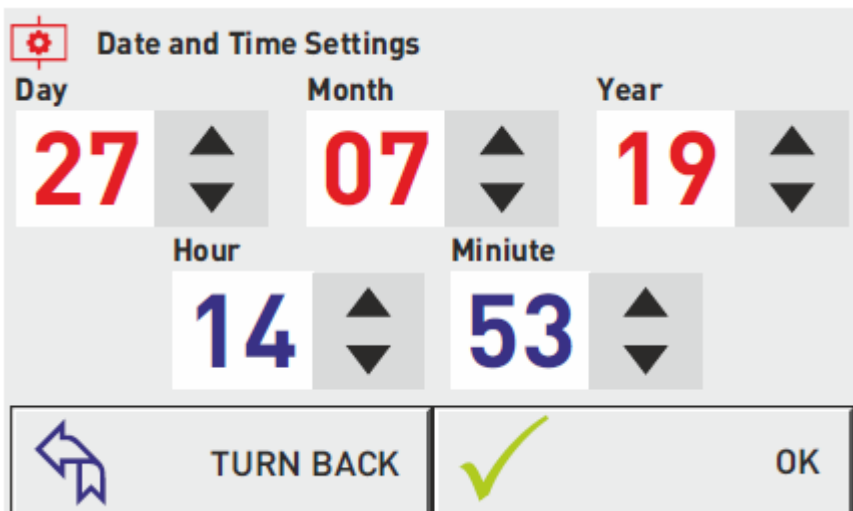 Date and Time Settings
Day Month Year
27 07 19
Hour Miniute
14 53
TURN BACK OK